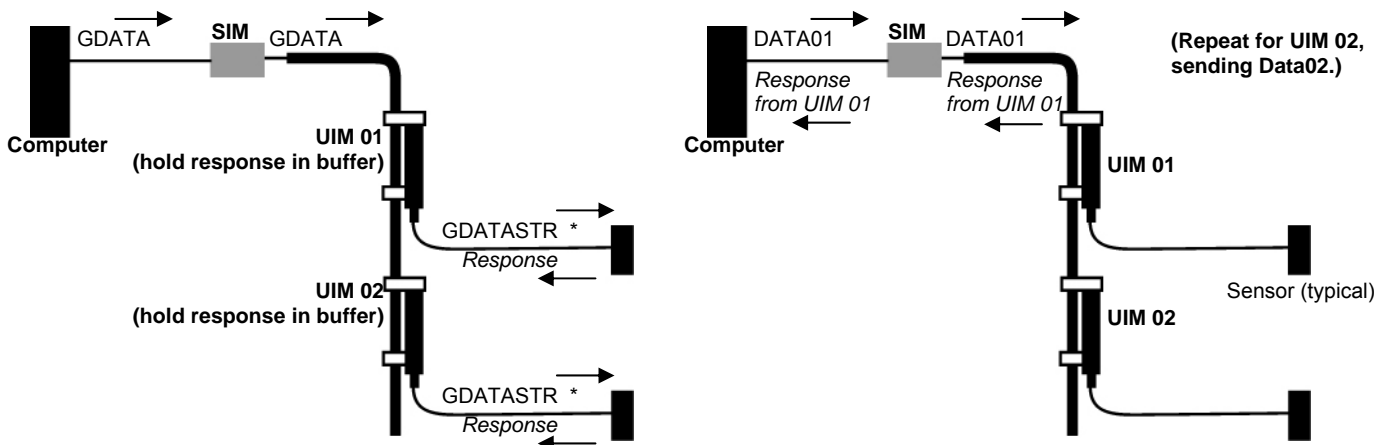 GDATA
SIM
GDATA
Computer
UIM 01
(hold response in buffer)
GDATASTR *
Response
UIM 02
(hold response in buffer)
GDATASTR *
Response
DATA01
SIM
DATA01
(Repeat for UIM 02,
sending Data02.)
Response
from UIM 01
Response
from UIM 01
Computer
UIM 01
Sensor (typical)
UIM 02